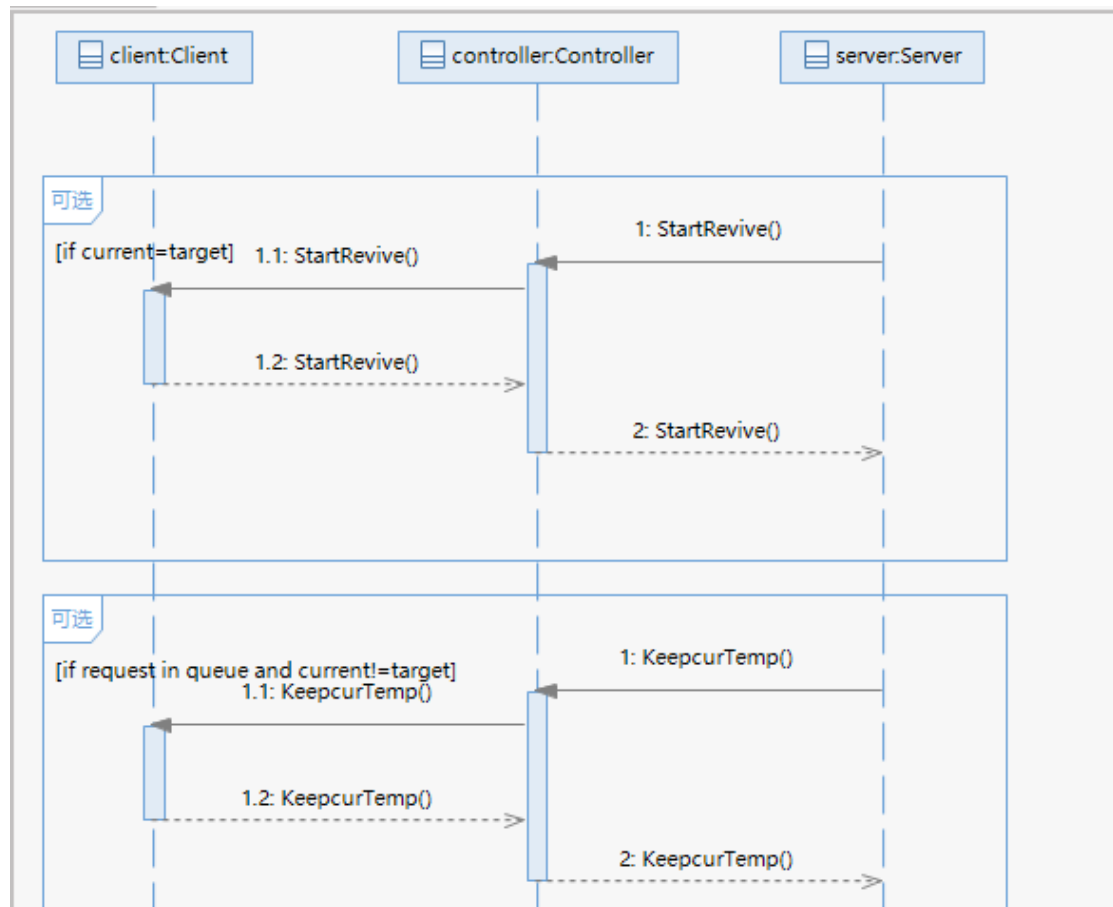 client:Client
controller:Controller
server:Server
可选
[if current=target]
1: StartRevive()
1.1: StartRevive()
1.2: StartRevive()
2: StartRevive()
可选
[if request in queue and current!=target]
1: KeepcurTemp()
1.1: KeepcurTemp()
1.2: KeepcurTemp()
2: KeepcurTemp()